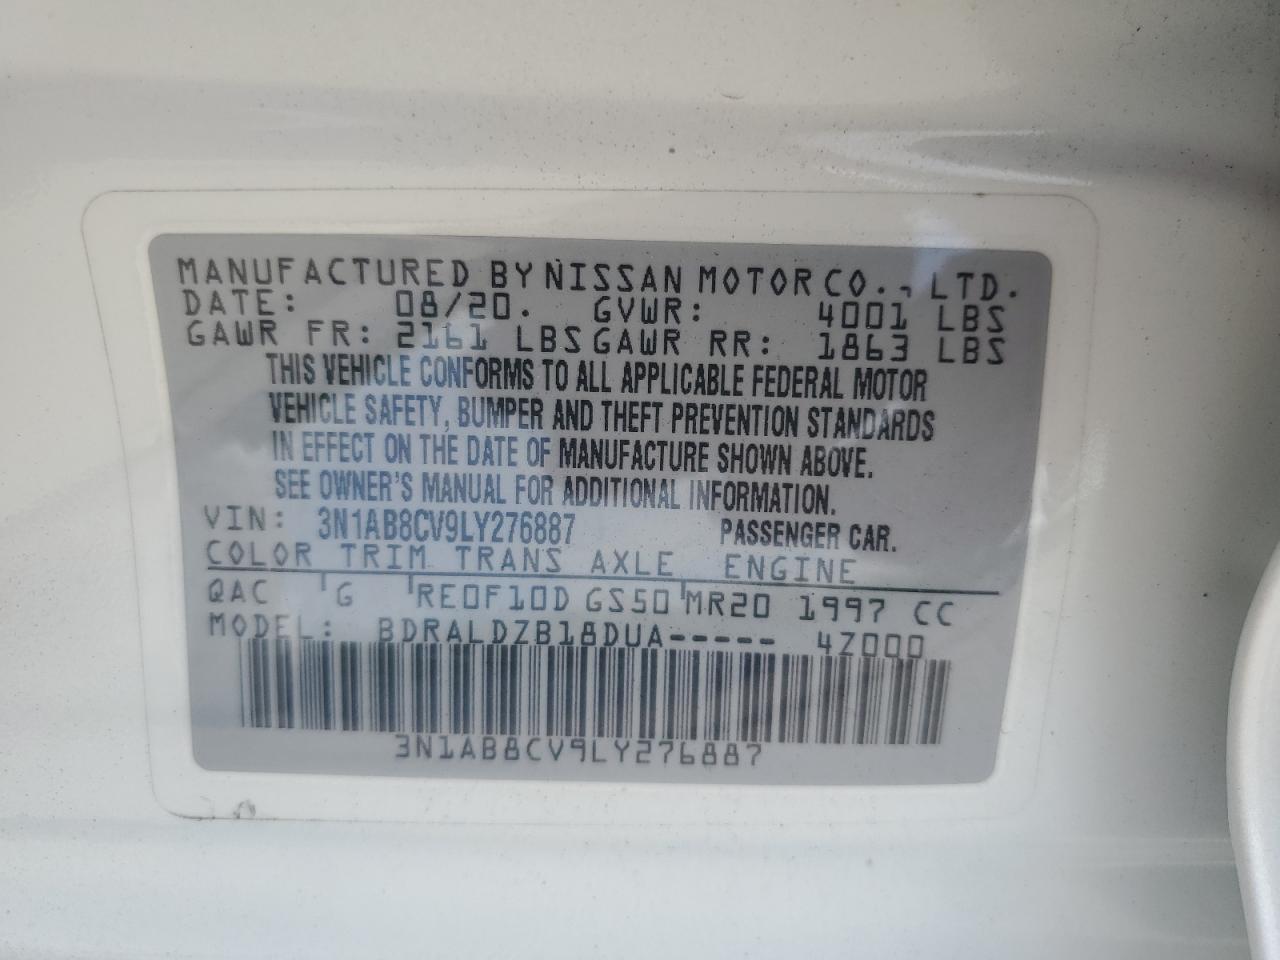 MANUFACTURED BY NISSAN MOTOR CO., LTD.
DATE: 08/20. GVWR: 4001 LBS
GAWR FR: 2161 LBS GAWR RR: 1863 LBS
THIS VEHICLE CONFORMS TO ALL APPLICABLE FEDERAL MOTOR
VEHICLE SAFETY, BUMPER AND THEFT PREVENTION STANDARDS
IN EFFECT ON THE DATE OF MANUFACTURE SHOWN ABOVE.
SEE OWNER'S MANUAL FOR ADDITIONAL INFORMATION.
VIN: 3N1AB8CV9LY276887 PASSENGER CAR.
COLOR TRIM TRANS AXLE ENGINE
QAC G RE0F10D GS50 MR20 1997 CC
MODEL: BDRALDZB18DUA----- 4Z000
3N1AB8CV9LY276887